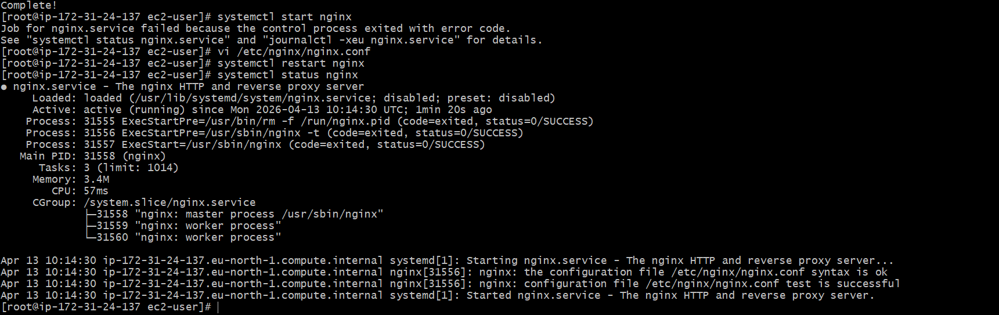 Complete!
[root@ip-172-31-24-137 ec2-user]# systemctl start nginx
Job for nginx.service failed because the control process exited with error code.
See "systemctl status nginx.service" and "journalctl -xeu nginx.service" for details.
[root@ip-172-31-24-137 ec2-user]# vi /etc/nginx/nginx.conf
[root@ip-172-31-24-137 ec2-user]# systemctl restart nginx
[root@ip-172-31-24-137 ec2-user]# systemctl status nginx
● nginx.service - The nginx HTTP and reverse proxy server
     Loaded: loaded (/usr/lib/systemd/system/nginx.service; disabled; preset: disabled)
     Active: active (running) since Mon 2026-04-13 10:14:30 UTC; 1min 20s ago
    Process: 31555 ExecStartPre=/usr/bin/rm -f /run/nginx.pid (code=exited, status=0/SUCCESS)
    Process: 31556 ExecStartPre=/usr/sbin/nginx -t (code=exited, status=0/SUCCESS)
    Process: 31557 ExecStart=/usr/sbin/nginx (code=exited, status=0/SUCCESS)
   Main PID: 31558 (nginx)
      Tasks: 3 (limit: 1014)
     Memory: 3.4M
        CPU: 57ms
     CGroup: /system.slice/nginx.service
             ├─31558 "nginx: master process /usr/sbin/nginx"
             ├─31559 "nginx: worker process"
             └─31560 "nginx: worker process"

Apr 13 10:14:30 ip-172-31-24-137.eu-north-1.compute.internal systemd[1]: Starting nginx.service - The nginx HTTP and reverse proxy server...
Apr 13 10:14:30 ip-172-31-24-137.eu-north-1.compute.internal nginx[31556]: nginx: the configuration file /etc/nginx/nginx.conf syntax is ok
Apr 13 10:14:30 ip-172-31-24-137.eu-north-1.compute.internal nginx[31556]: nginx: configuration file /etc/nginx/nginx.conf test is successful
Apr 13 10:14:30 ip-172-31-24-137.eu-north-1.compute.internal systemd[1]: Started nginx.service - The nginx HTTP and reverse proxy server.
[root@ip-172-31-24-137 ec2-user]#